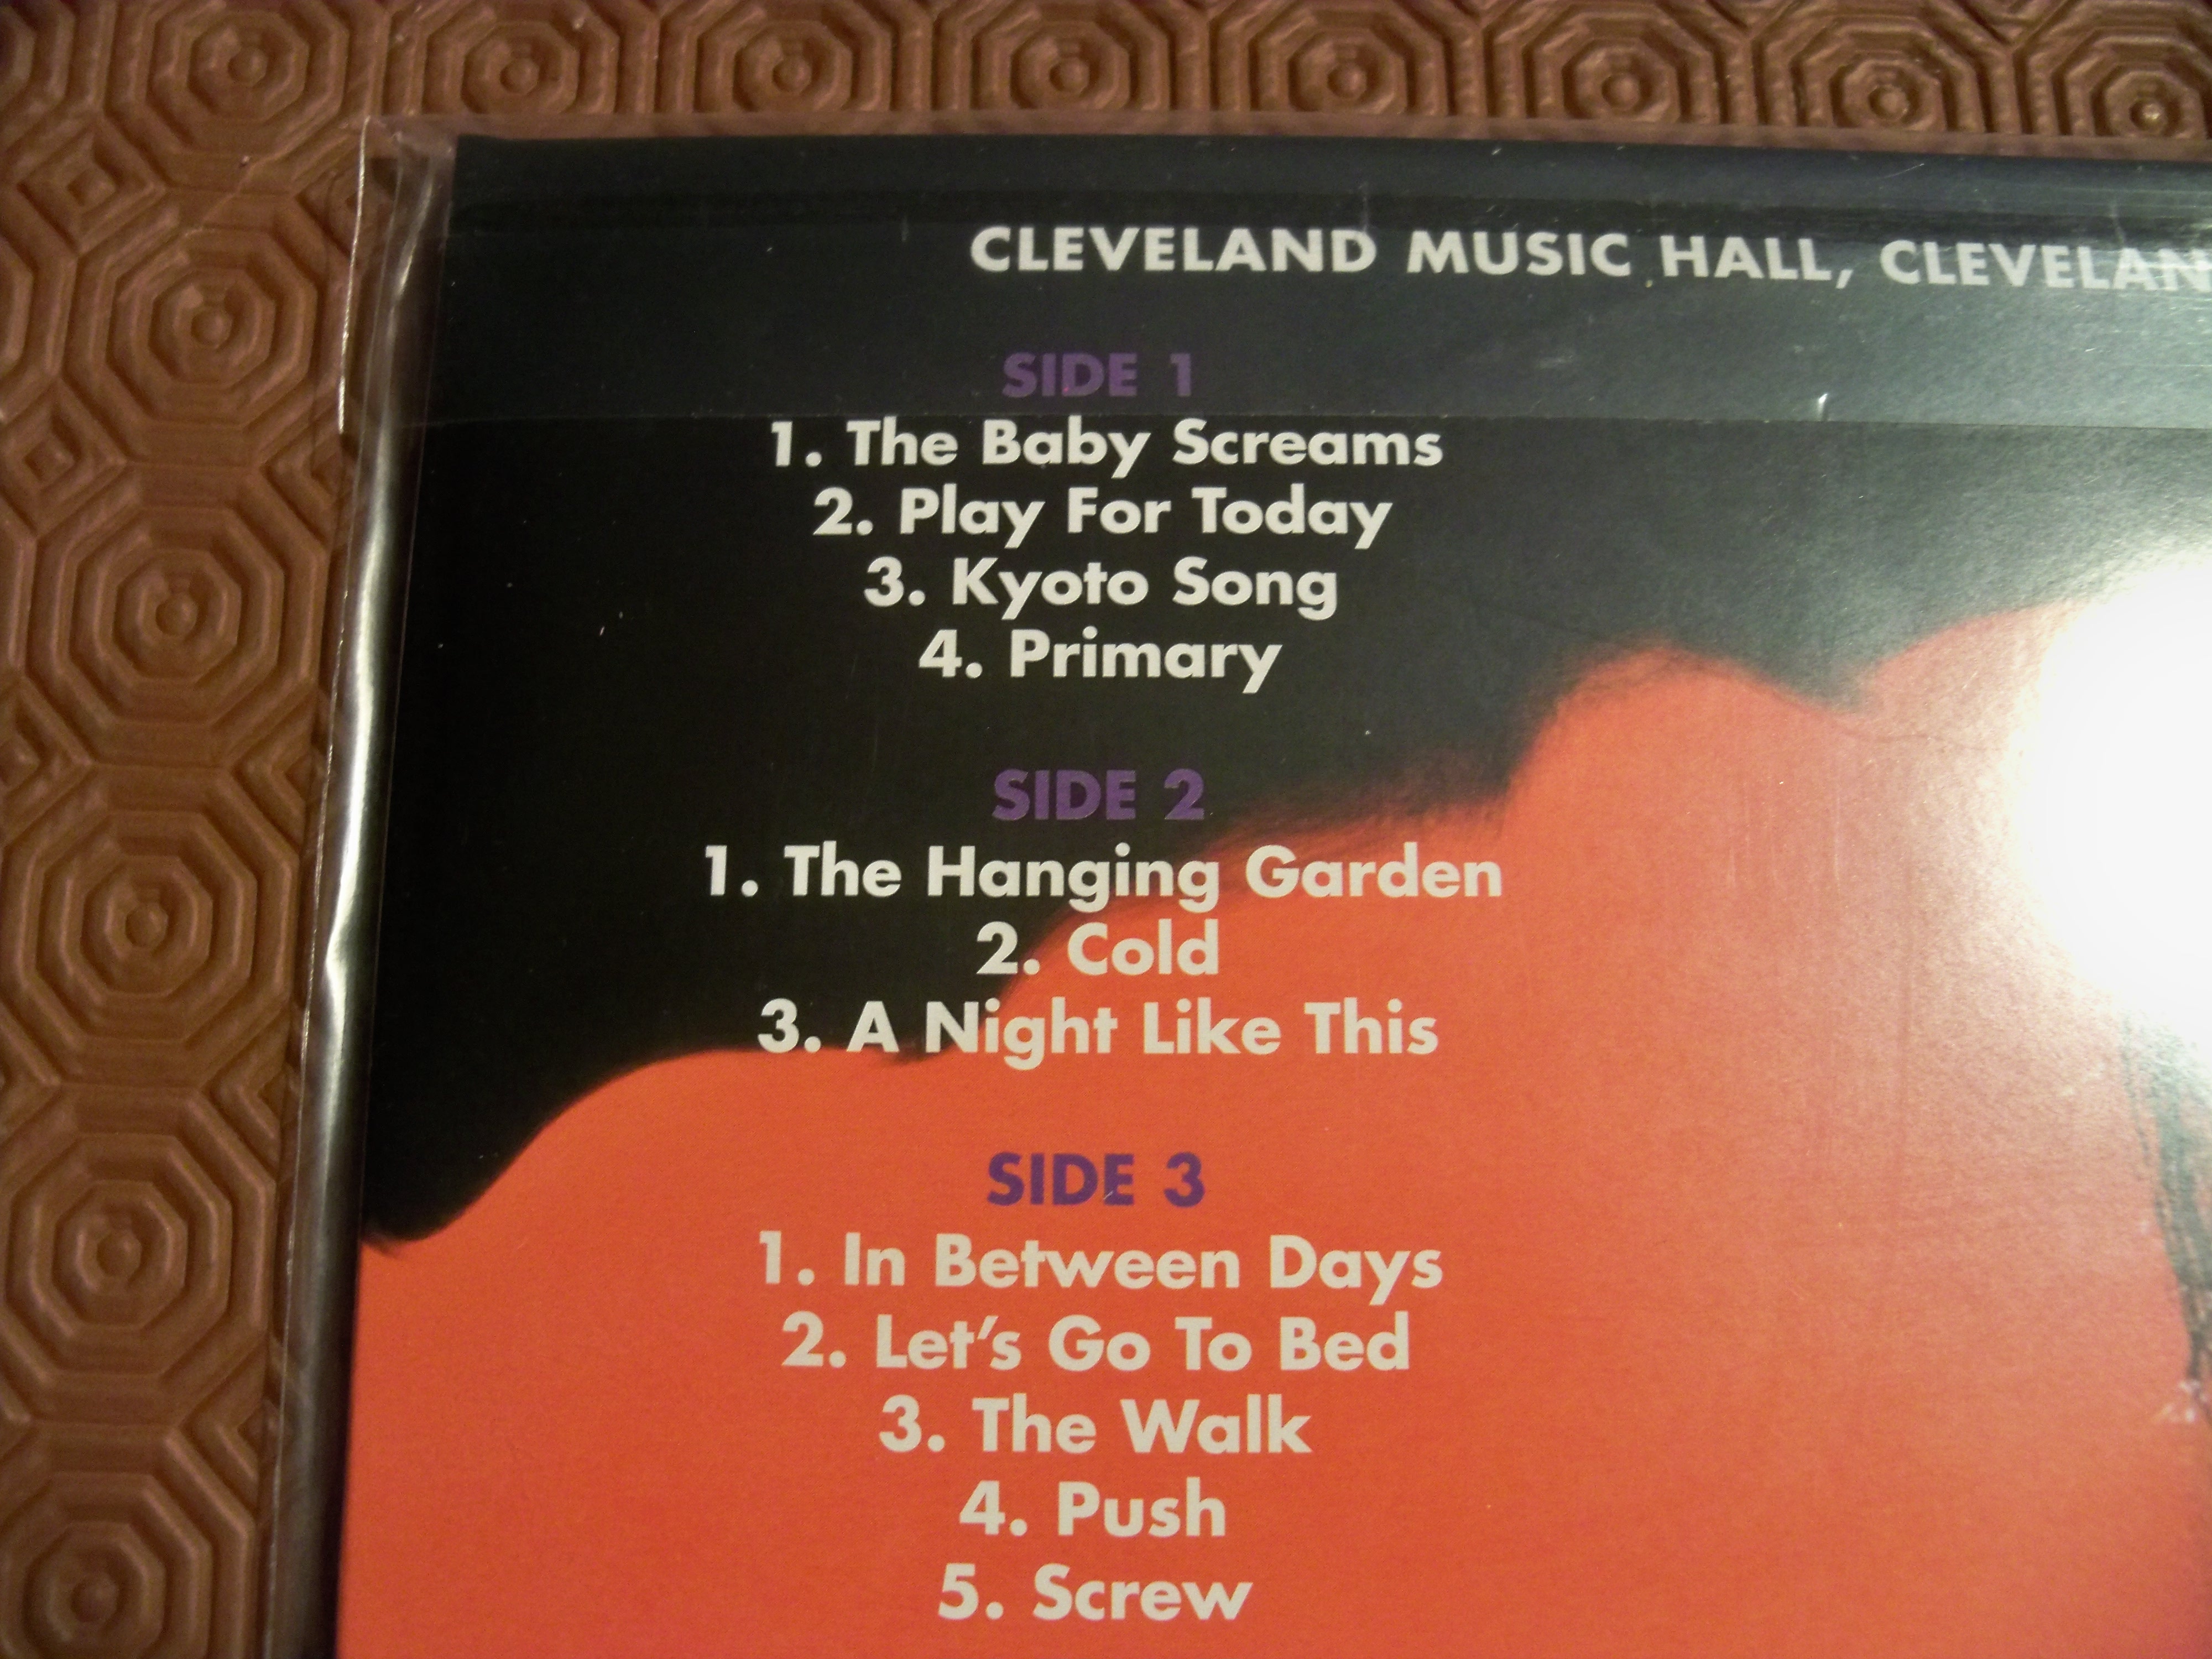 CLEVELAND MUSIC HALL,
SIDE 1
1. The Baby Screams
2. Play For Today
3. Kyoto Song
4. Primary
SIDE 2
1. The Hanging Garden
2. Cold
3. A Night Like This
SIDE 3
1. In Between Days
2. Let's Go To Bed
3. The Walk
4. Push
5. Screw